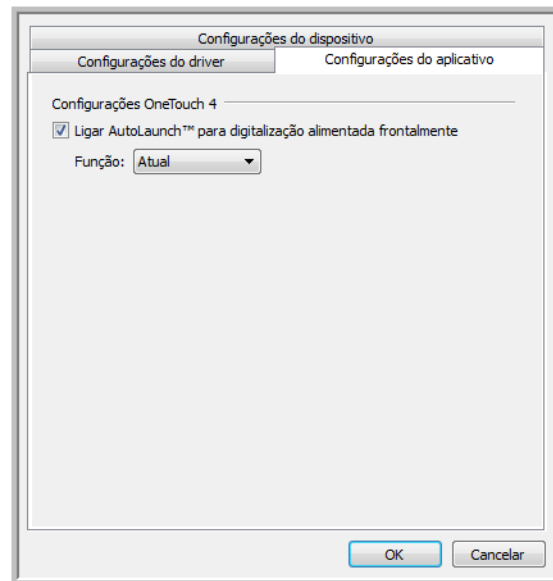 Configurações do dispositivo
Configurações do driver
Configurações do aplicativo
Configurações OneTouch 4
Ligar AutoLaunch™ para digitalização alimentada frontalmente
Função: Atual
OK
Cancelar